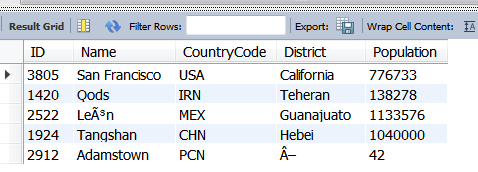 Result Grid Filter Rows: Export: Wrap Cell Content: IA
ID Name CountryCode District Population
3805 San Francisco USA California 776733
1420 Qods IRN Teheran 138278
2522 LeÃ³n MEX Guanajuato 1133576
1924 Tangshan CHN Hebei 1040000
2912 Adamstown PCN Â– 42